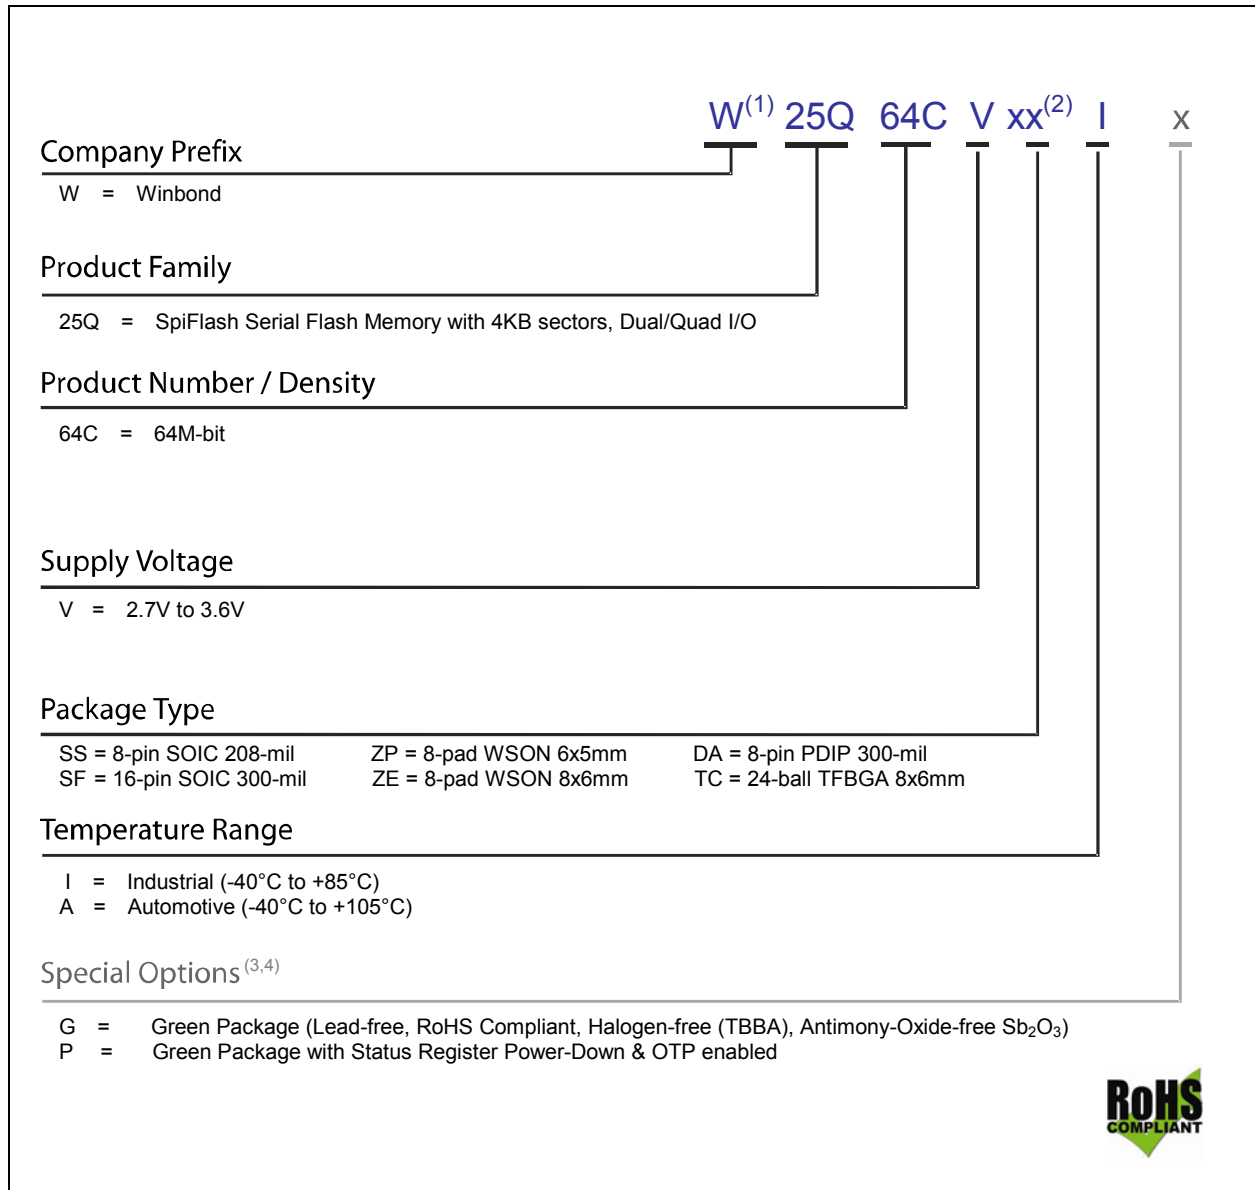 W(1) 25Q 64C V xx(2) I x
Company Prefix
W = Winbond
Product Family
25Q = SpiFlash Serial Flash Memory with 4KB sectors, Dual/Quad I/O
Product Number / Density
64C = 64M-bit
Supply Voltage
V = 2.7V to 3.6V
Package Type
SS = 8-pin SOIC 208-mil ZP = 8-pad WSON 6x5mm DA = 8-pin PDIP 300-mil
SF = 16-pin SOIC 300-mil ZE = 8-pad WSON 8x6mm TC = 24-ball TFBGA 8x6mm
Temperature Range
I = Industrial (-40°C to +85°C)
A = Automotive (-40°C to +105°C)
Special Options (3,4)
G = Green Package (Lead-free, RoHS Compliant, Halogen-free (TBBA), Antimony-Oxide-free Sb₂O₃)
P = Green Package with Status Register Power-Down & OTP enabled
RoHS
COMPLIANT